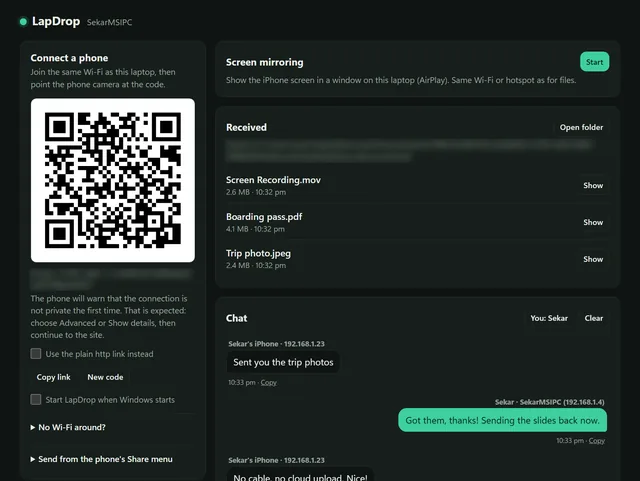 LapDrop SekarMSIPC
Connect a phone
Join the same Wi-Fi as this laptop, then
point the phone camera at the code.
The phone will warn that the connection is
not private the first time. That is expected:
choose Advanced or Show details, then
continue to the site.
Use the plain http link instead
Copy link New code
Start LapDrop when Windows starts
No Wi-Fi around?
Send from the phone's Share menu
Screen mirroring
Start
Show the iPhone screen in a window on this laptop (AirPlay). Same Wi-Fi or hotspot as for files.
Received
Open folder
Screen Recording.mov
2.6 MB · 10:32 pm
Show
Boarding pass.pdf
4.1 MB · 10:32 pm
Show
Trip photo.jpeg
2.4 MB · 10:32 pm
Show
Chat
You: Sekar Clear
Sekar's iPhone · 192.168.1.23
Sent you the trip photos
10:33 pm · Copy
Sekar · SekarMSIPC (192.168.1.4)
Got them, thanks! Sending the slides back now.
10:33 pm · Copy
Sekar's iPhone · 192.168.1.23
No cable, no cloud upload. Nice!